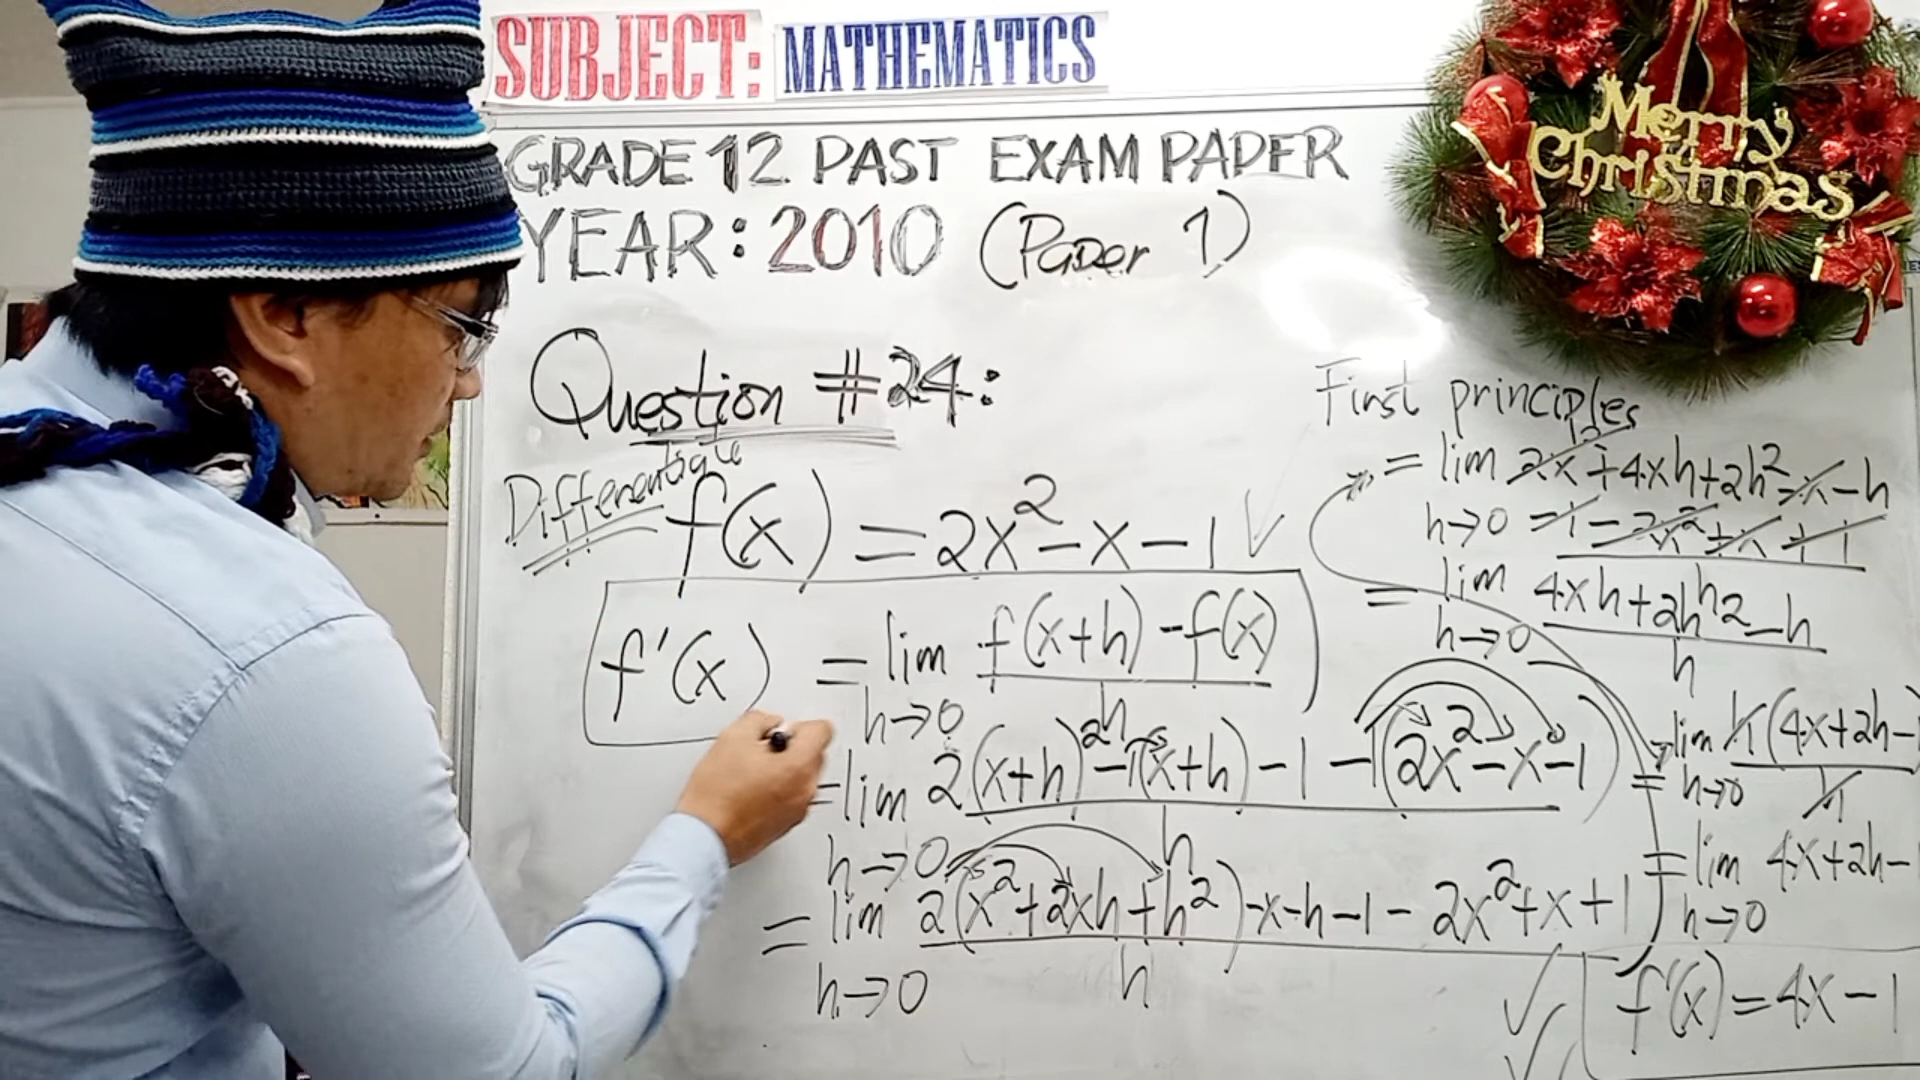 SUBJECT: MATHEMATICS
Merry
Christmas
GRADE 12 PAST EXAM PAPER
YEAR: 2010 (Paper 1)
Question #24:
Differentiate
f(x) = 2x² - x - 1
f'(x) = lim f(x+h) - f(x)
h→0 h
= lim 2(x+h)² - 1(x+h) - 1 - 1(2x² - x - 1)
h→0 h
= lim 2(x² + 2xh + h²) - x - h - 1 - 2x² + x + 1
h→0 h
First principles
= lim 2x² + 4xh + 2h² - x - h
h→0 - 1 - 2x² + x + 1
h
= lim 4xh + 2h² - h
h→0 h
= lim h(4x + 2h -
h→0 h
= lim 4x + 2h -
h→0
f'(x) = 4x - 1